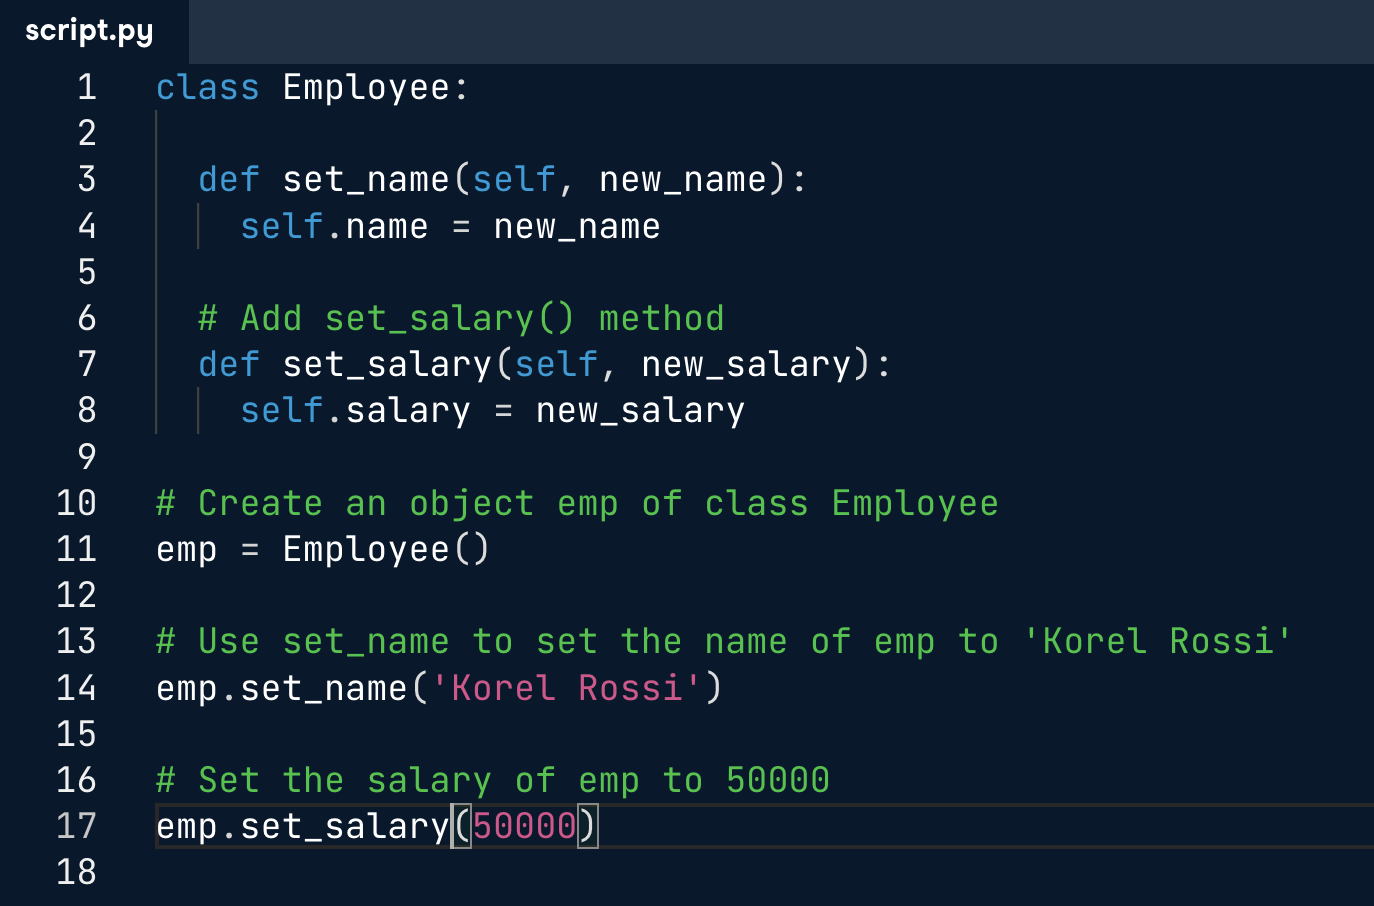 script.py
1 class Employee:
2
3   def set_name(self, new_name):
4     self.name = new_name
5
6   # Add set_salary() method
7   def set_salary(self, new_salary):
8     self.salary = new_salary
9
10 # Create an object emp of class Employee
11 emp = Employee()
12
13 # Use set_name to set the name of emp to 'Korel Rossi'
14 emp.set_name('Korel Rossi')
15
16 # Set the salary of emp to 50000
17 emp.set_salary(50000)
18